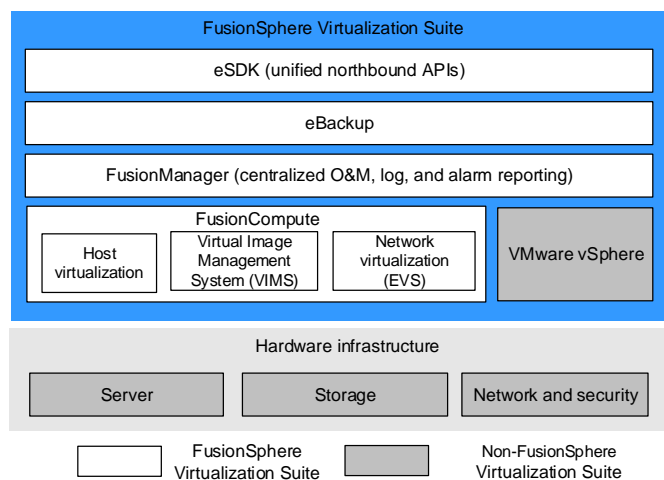 FusionSphere Virtualization Suite
eSDK (unified northbound APIs)
eBackup
FusionManager (centralized O&M, log, and alarm reporting)
FusionCompute
Host
virtualization
Virtual Image
Management
System (VIMS)
Network
virtualization
(EVS)
VMware vSphere
Hardware infrastructure
Server
Storage
Network and security
FusionSphere
Virtualization Suite
Non-FusionSphere
Virtualization Suite